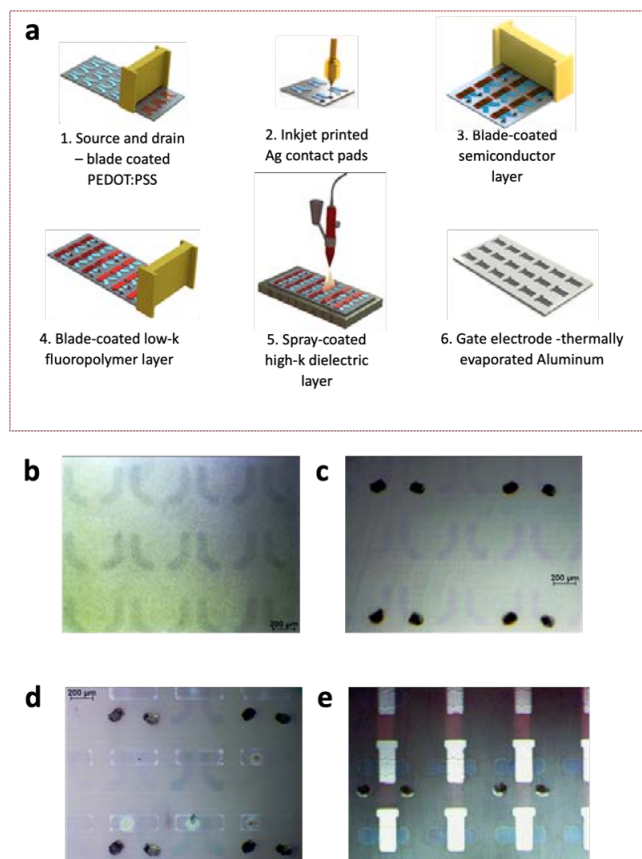 a
1. Source and drain
– blade coated
PEDOT:PSS
2. Inkjet printed
Ag contact pads
3. Blade-coated
semiconductor
layer
4. Blade-coated low-k
fluoropolymer layer
5. Spray-coated
high-k dielectric
layer
6. Gate electrode -thermally
evaporated Aluminum
b
200 µm
c
200 µm
d
200 µm
e